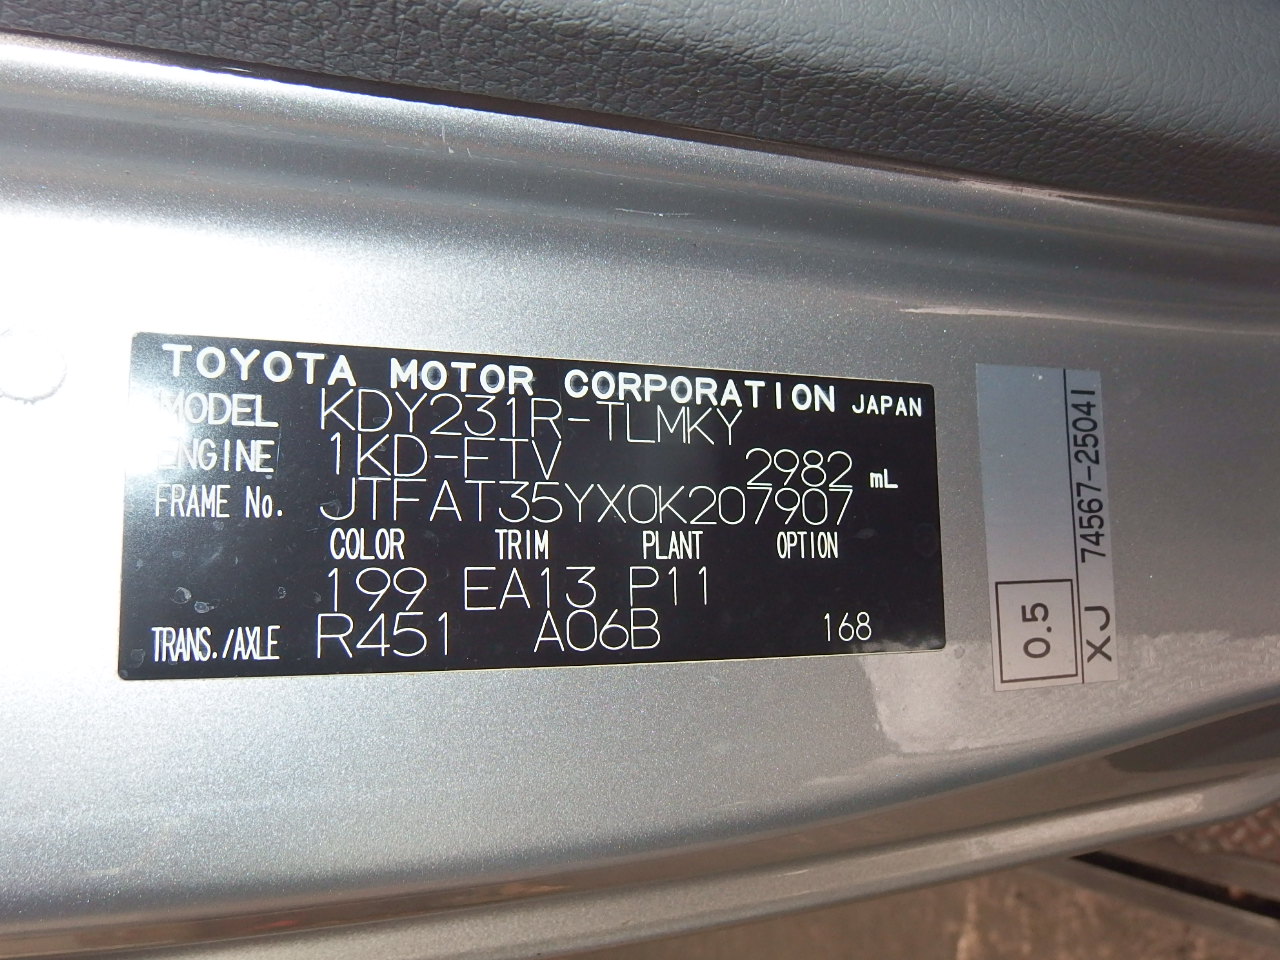 TOYOTA MOTOR CORPORATION JAPAN
MODEL KDY231R-TLMKY
ENGINE 1KD-FTV 2982 mL
FRAME No. JTFAT35YX0K207907
COLOR TRIM PLANT OPTION
199 EA13 P11
TRANS./AXLE R451 A06B 168
74567-25041
0.5 XJ